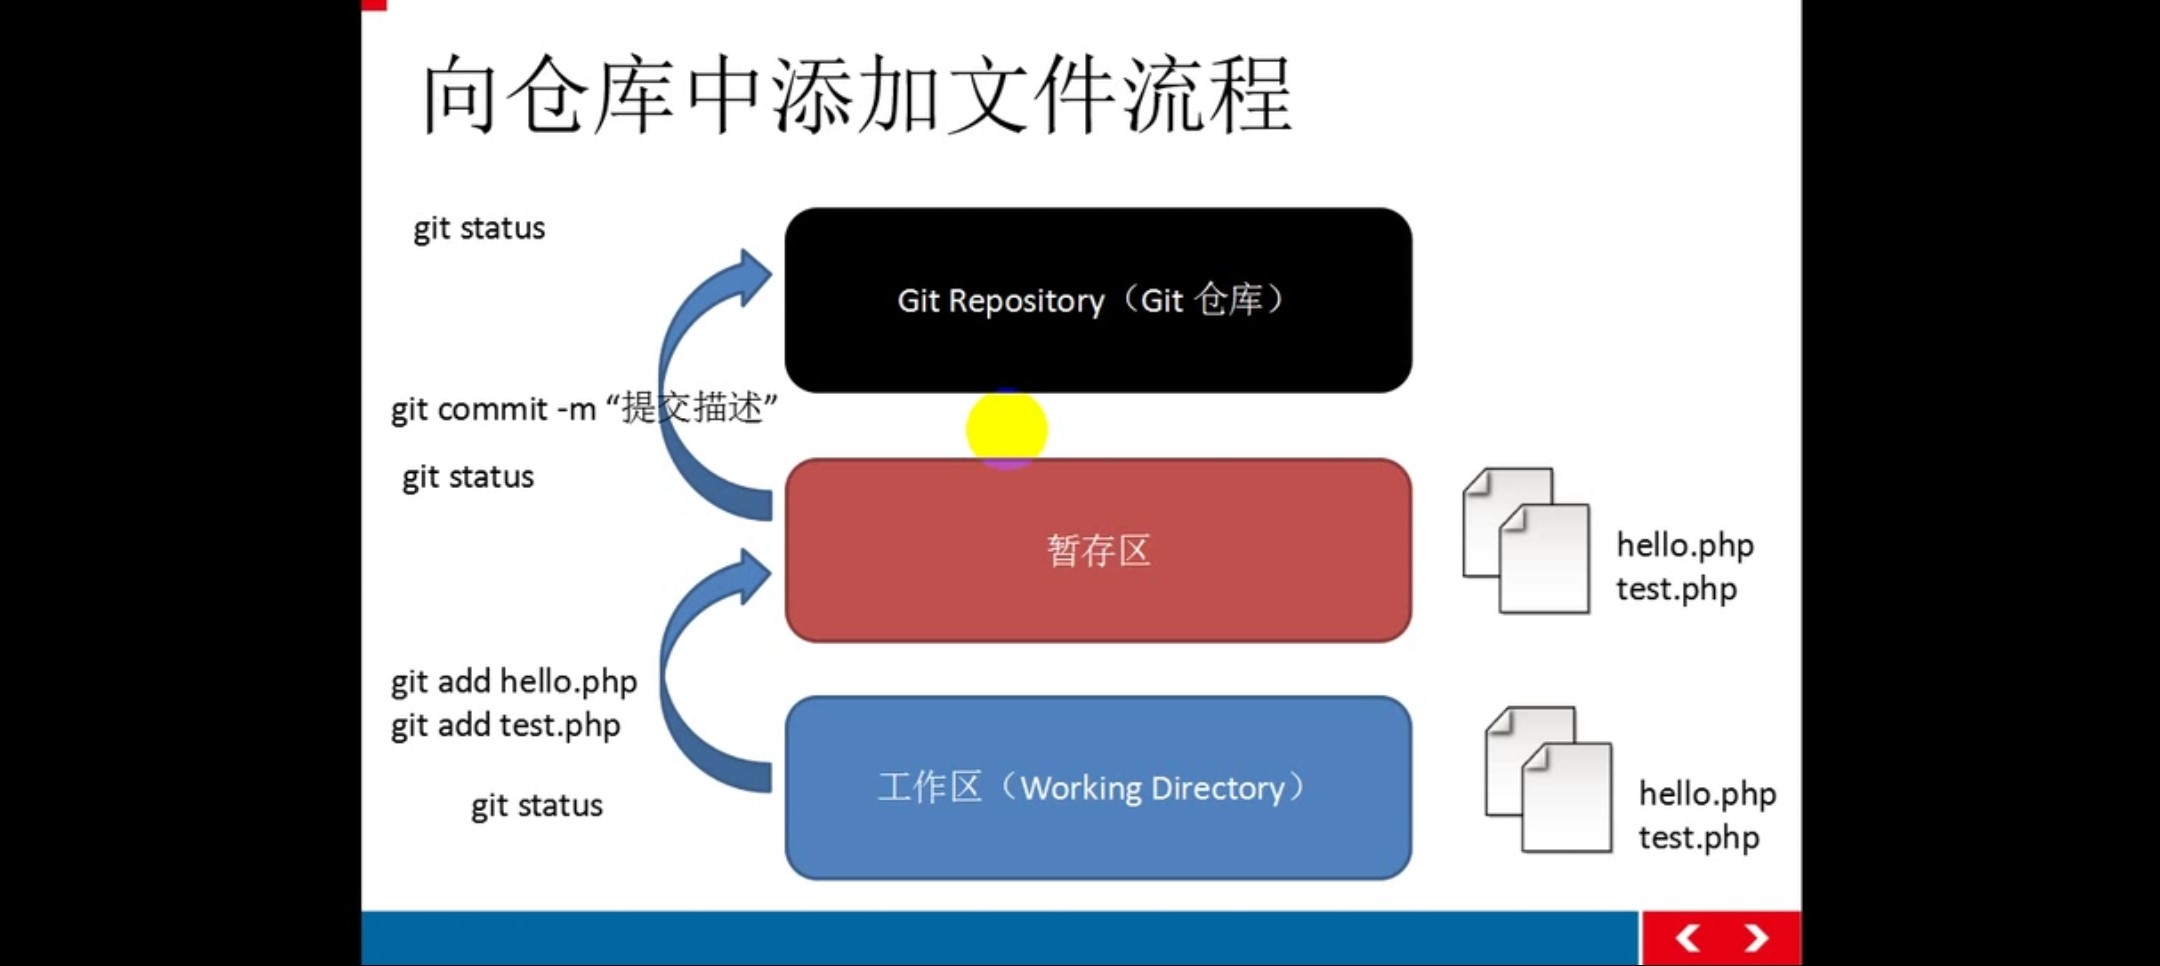 向仓库中添加文件流程
git status
Git Repository（Git 仓库）
git commit -m “提交描述”
git status
暂存区
hello.php
test.php
git add hello.php
git add test.php
git status
工作区（Working Directory）
hello.php
test.php